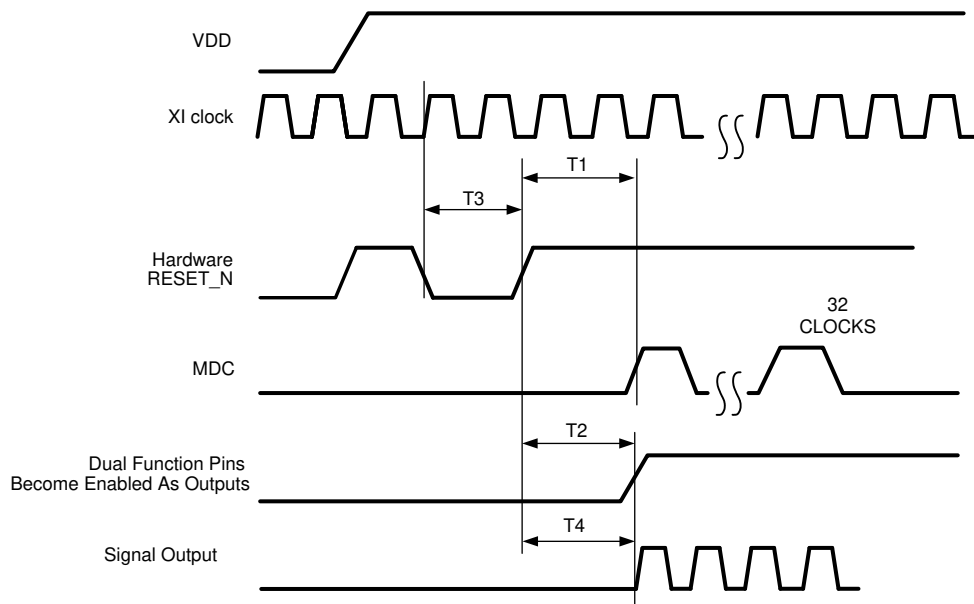 VDD
XI clock
T1
T3
Hardware
RESET_N
32
CLOCKS
MDC
T2
Dual Function Pins
Become Enabled As Outputs
T4
Signal Output